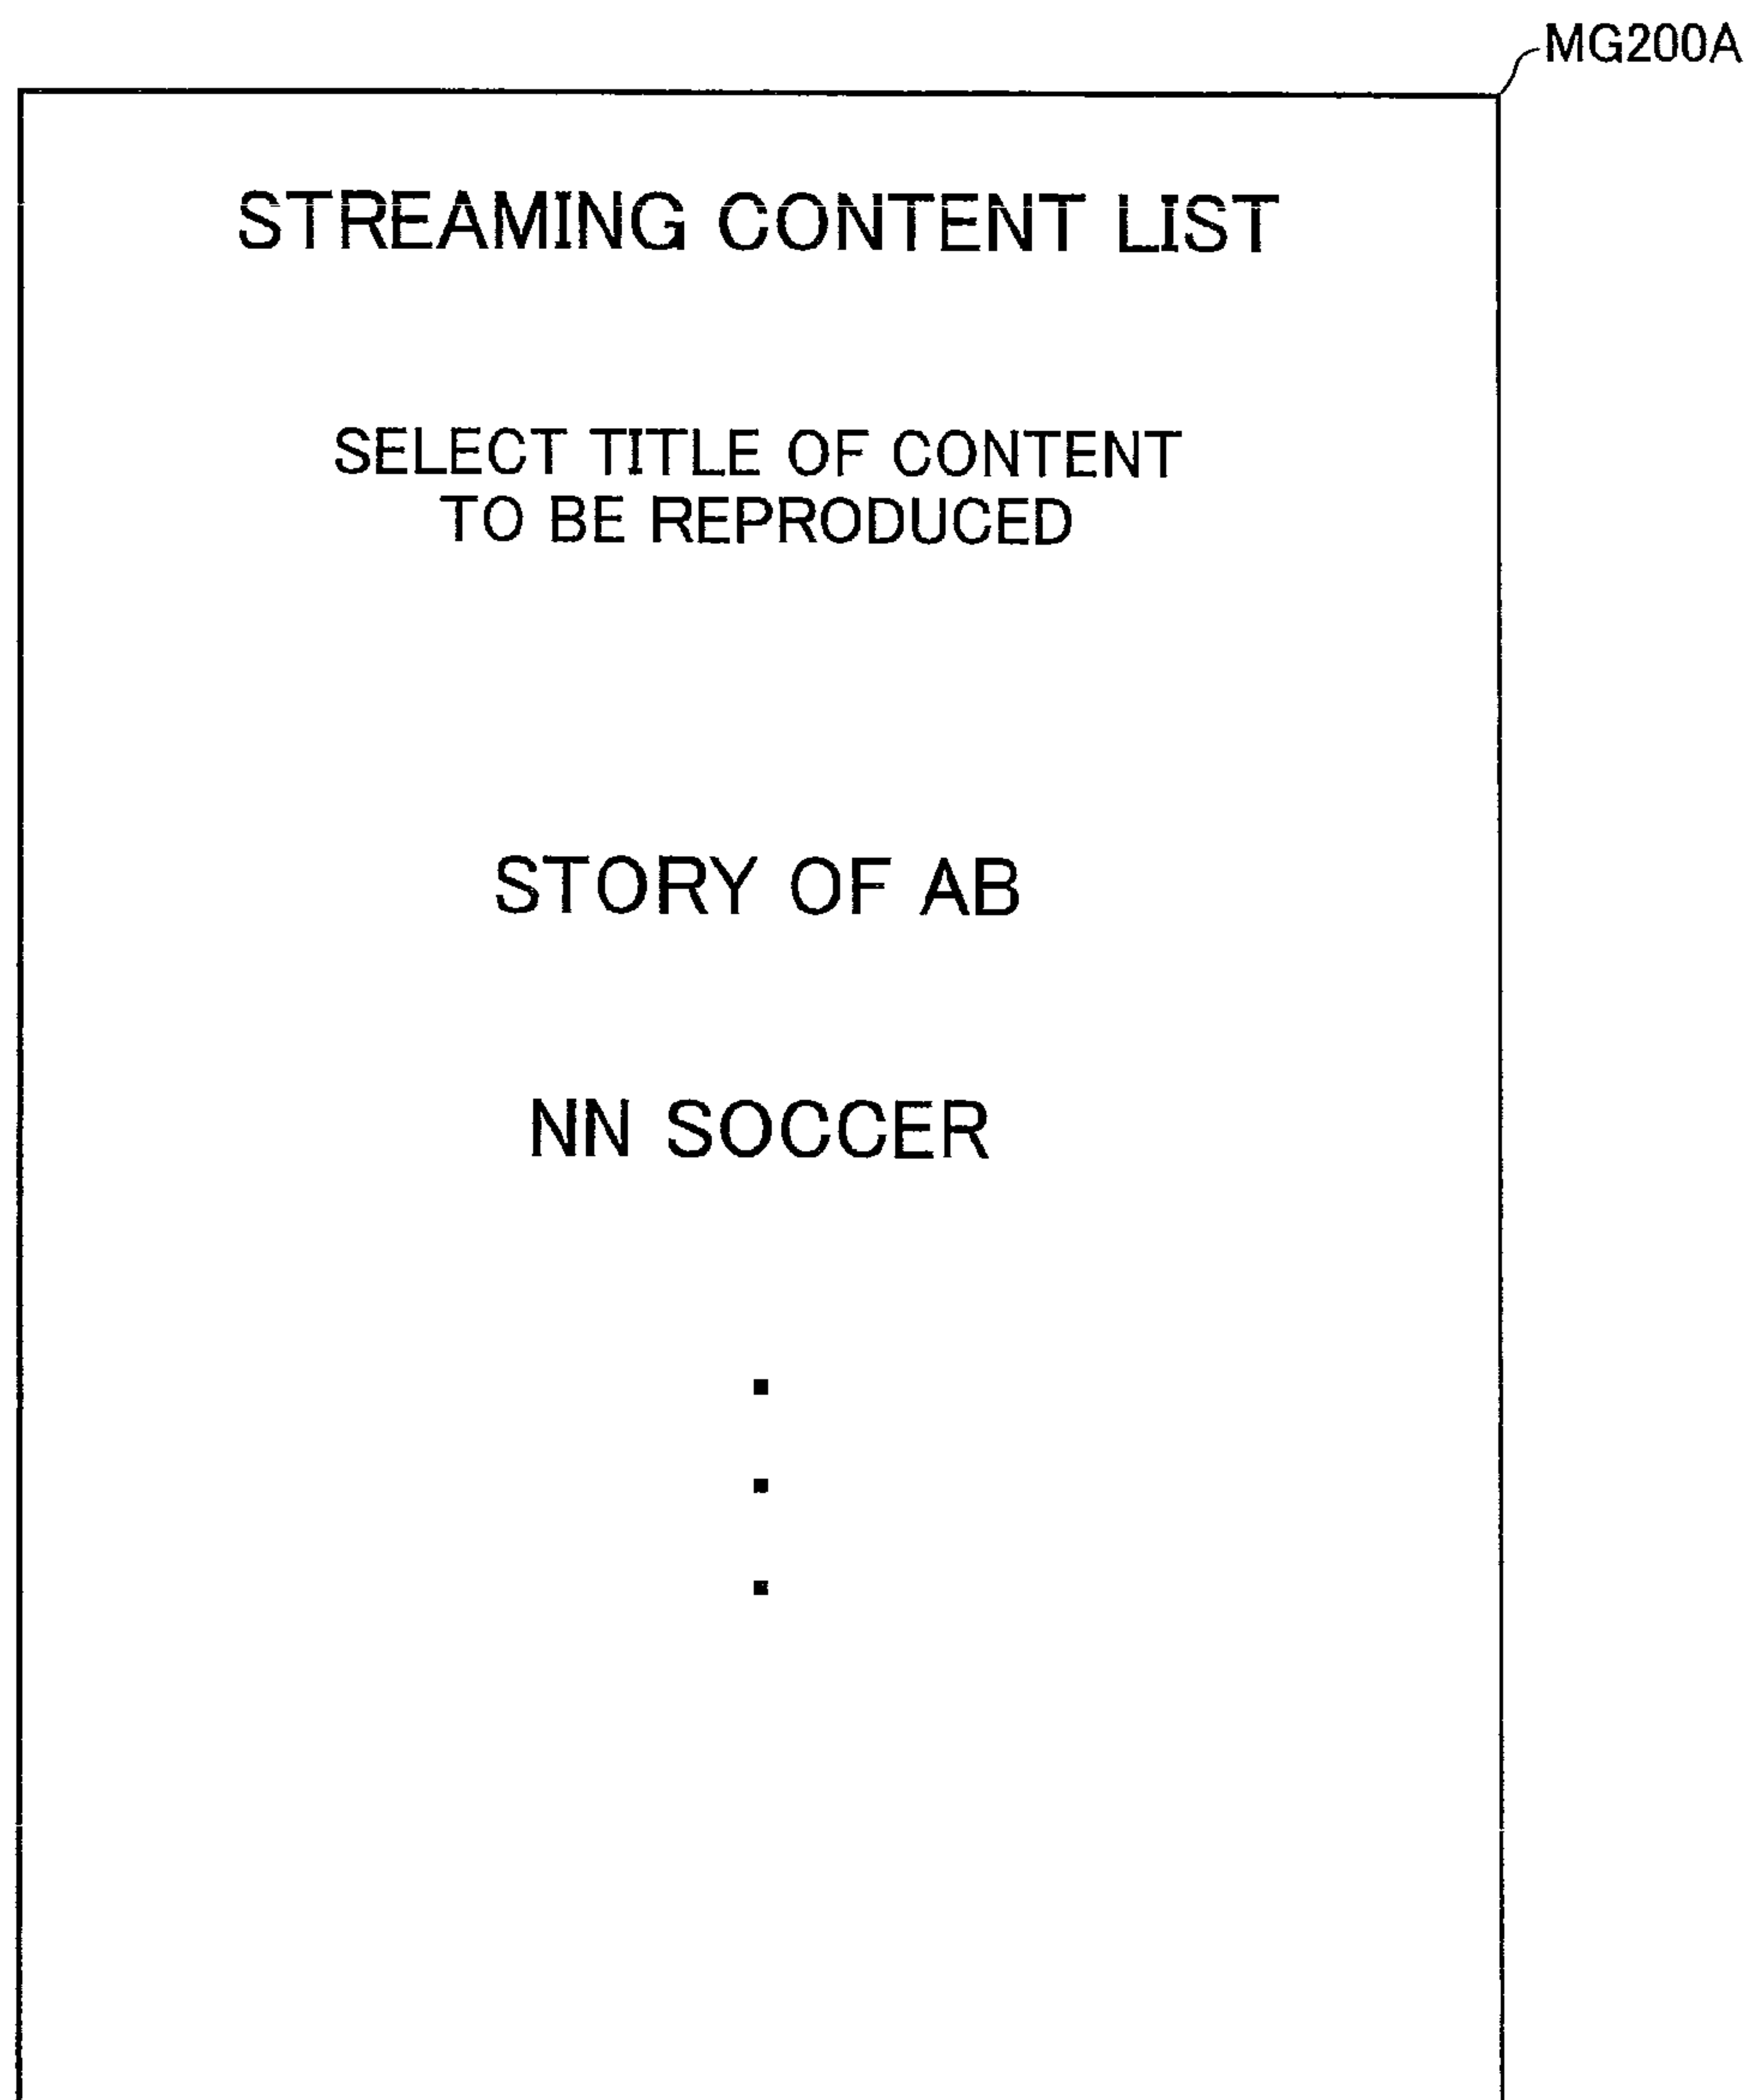 MG200A
STREAMING CONTENT LIST
SELECT TITLE OF CONTENT
TO BE REPRODUCED
STORY OF AB
NN SOCCER